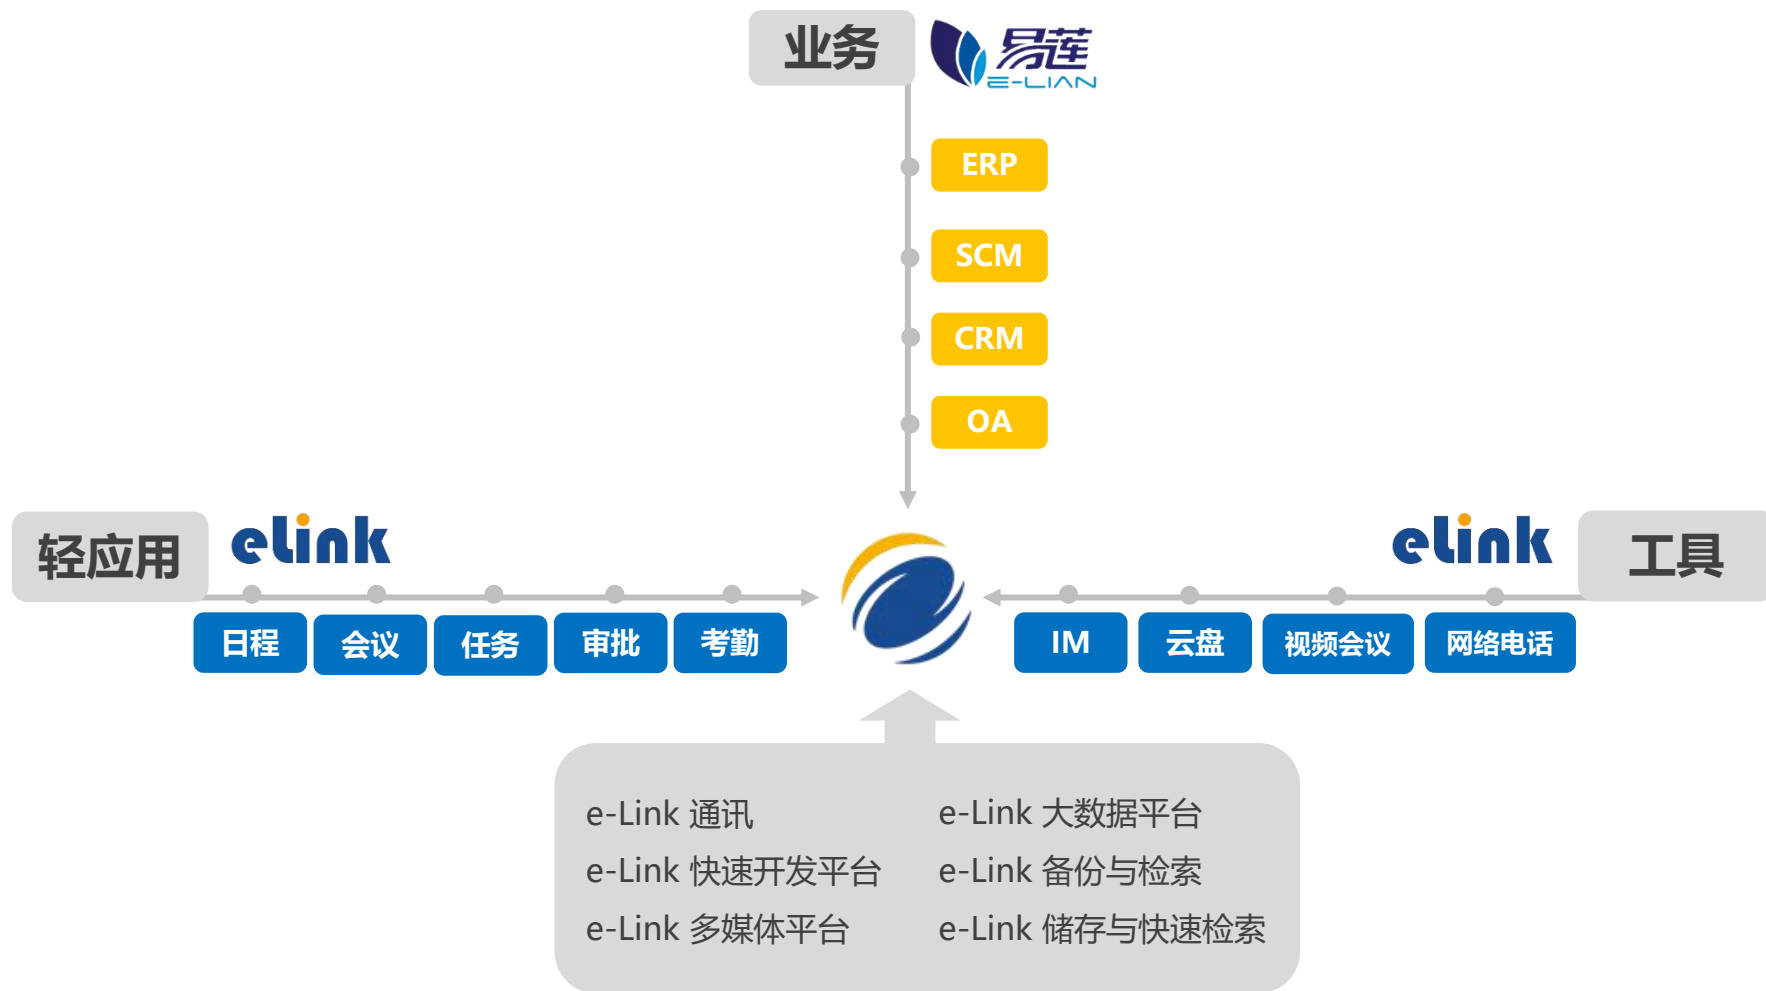 业务
易莲
E-LIAN
ERP
SCM
CRM
OA
轻应用
eLink
日程
会议
任务
审批
考勤
eLink
工具
IM
云盘
视频会议
网络电话
e-Link 通讯
e-Link 快速开发平台
e-Link 多媒体平台
e-Link 大数据平台
e-Link 备份与检索
e-Link 储存与快速检索